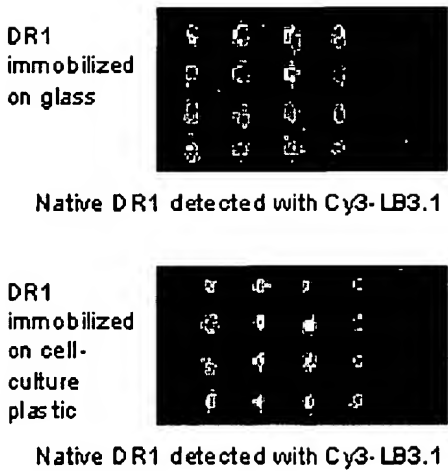 DR1
immobilized
on glass
Native DR1 detected with Cy3-LB3.1
DR1
immobilized
on cell-
culture
plastic
Native DR1 detected with Cy3-LB3.1